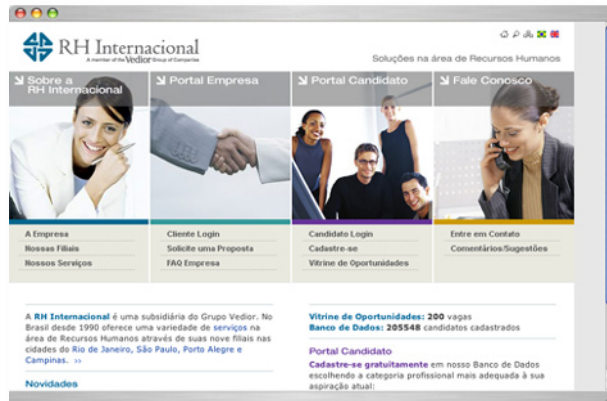 RH Internacional
A member of the Vedior Group of Companies
Soluções na área de Recursos Humanos
Sobre a
RH Internacional
Portal Empresa
Portal Candidato
Fale Conosco
A Empresa
Nossas Filiais
Nossos Serviços
Cliente Login
Solicite uma Proposta
FAQ Empresa
Candidato Login
Cadastre-se
Vitrine de Oportunidades
Entre em Contato
Comentários/Sugestões
A RH Internacional é uma subsidiária do Grupo Vedior. No
Brasil desde 1990 oferece uma variedade de serviços na
área de Recursos Humanos através de suas nove filiais nas
cidades do Rio de Janeiro, São Paulo, Porto Alegre e
Campinas. »
Novidades
Vitrine de Oportunidades: 200 vagas
Banco de Dados: 205548 candidatos cadastrados
Portal Candidato
Cadastre-se gratuitamente em nosso Banco de Dados
escolhendo a categoria profissional mais adequada à sua
aspiração atual: